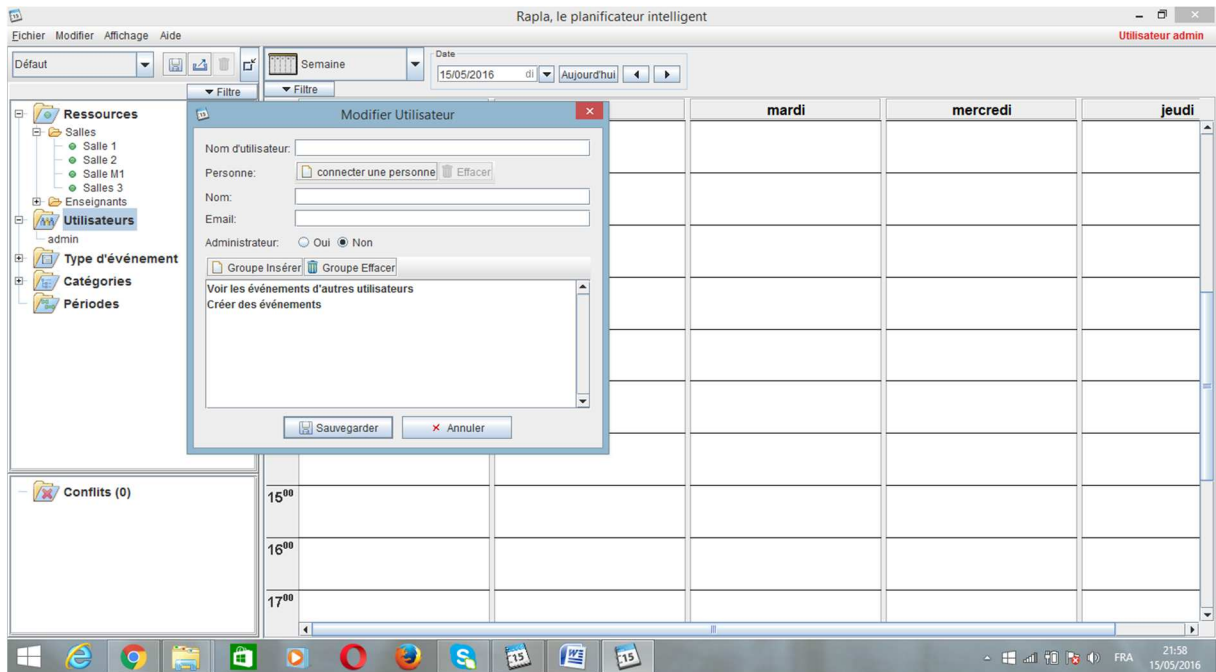 Rapla, le planificateur intelligent
Fichier Modifier Affichage Aide
Utilisateur admin
Défaut
Semaine
Date
15/05/2016 di
Aujourd'hui
Filtre
Filtre
Ressources
Salles
Salle 1
Salle 2
Salle M1
Salles 3
Enseignants
Utilisateurs
admin
Type d'événement
Catégories
Périodes
mardi
mercredi
jeudi
Modifier Utilisateur
Nom d'utilisateur:
Personne:
connecter une personne
Effacer
Nom:
Email:
Administrateur:
Oui
Non
Groupe Insérer
Groupe Effacer
Voir les événements d'autres utilisateurs
Créer des événements
Sauvegarder
Annuler
Conflits (0)
15⁰⁰
16⁰⁰
17⁰⁰
FRA
21:58
15/05/2016